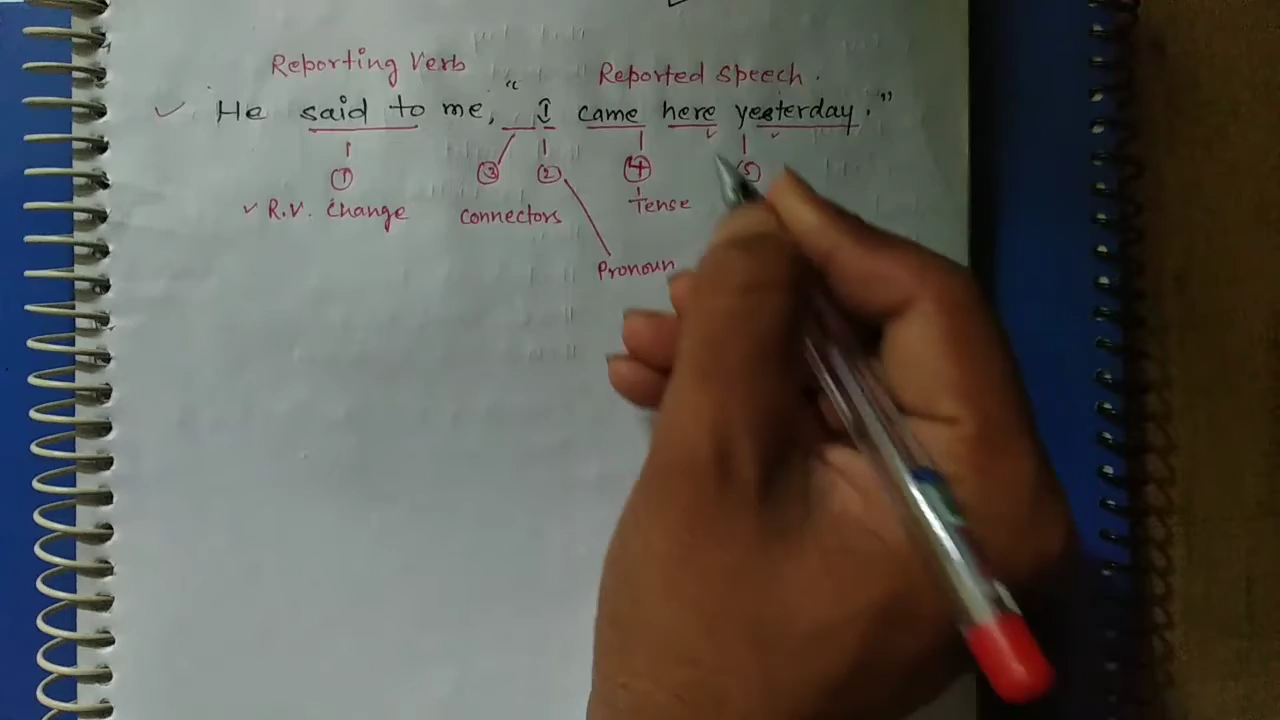 Reporting Verb Reported speech.
✓ He said to me, "I came here yesterday."
① ③ ② ④ ⑤
✓ R.V. change connectors Tense
Pronoun